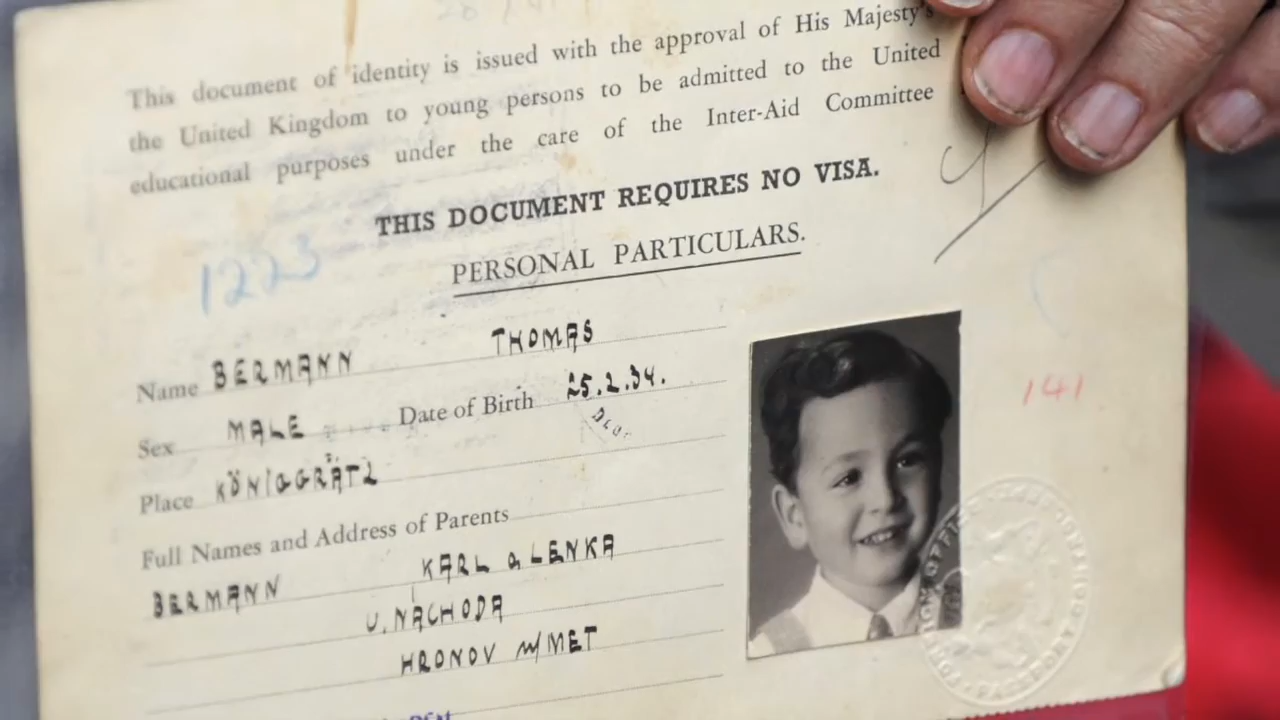 This document of identity is issued with the approval of His Majesty's
the United Kingdom to young persons to be admitted to the United
educational purposes under the care of the Inter-Aid Committee
THIS DOCUMENT REQUIRES NO VISA.
PERSONAL PARTICULARS.
1223
Name BERMANN THOMAS
Sex MALE Date of Birth 25.2.34.
141
Place KÖNIGGRÄTZ
Full Names and Address of Parents
BERMANN KARL & LENKA
U. NACHODA
HRONOV n/MET
PASSPORT CONTROL